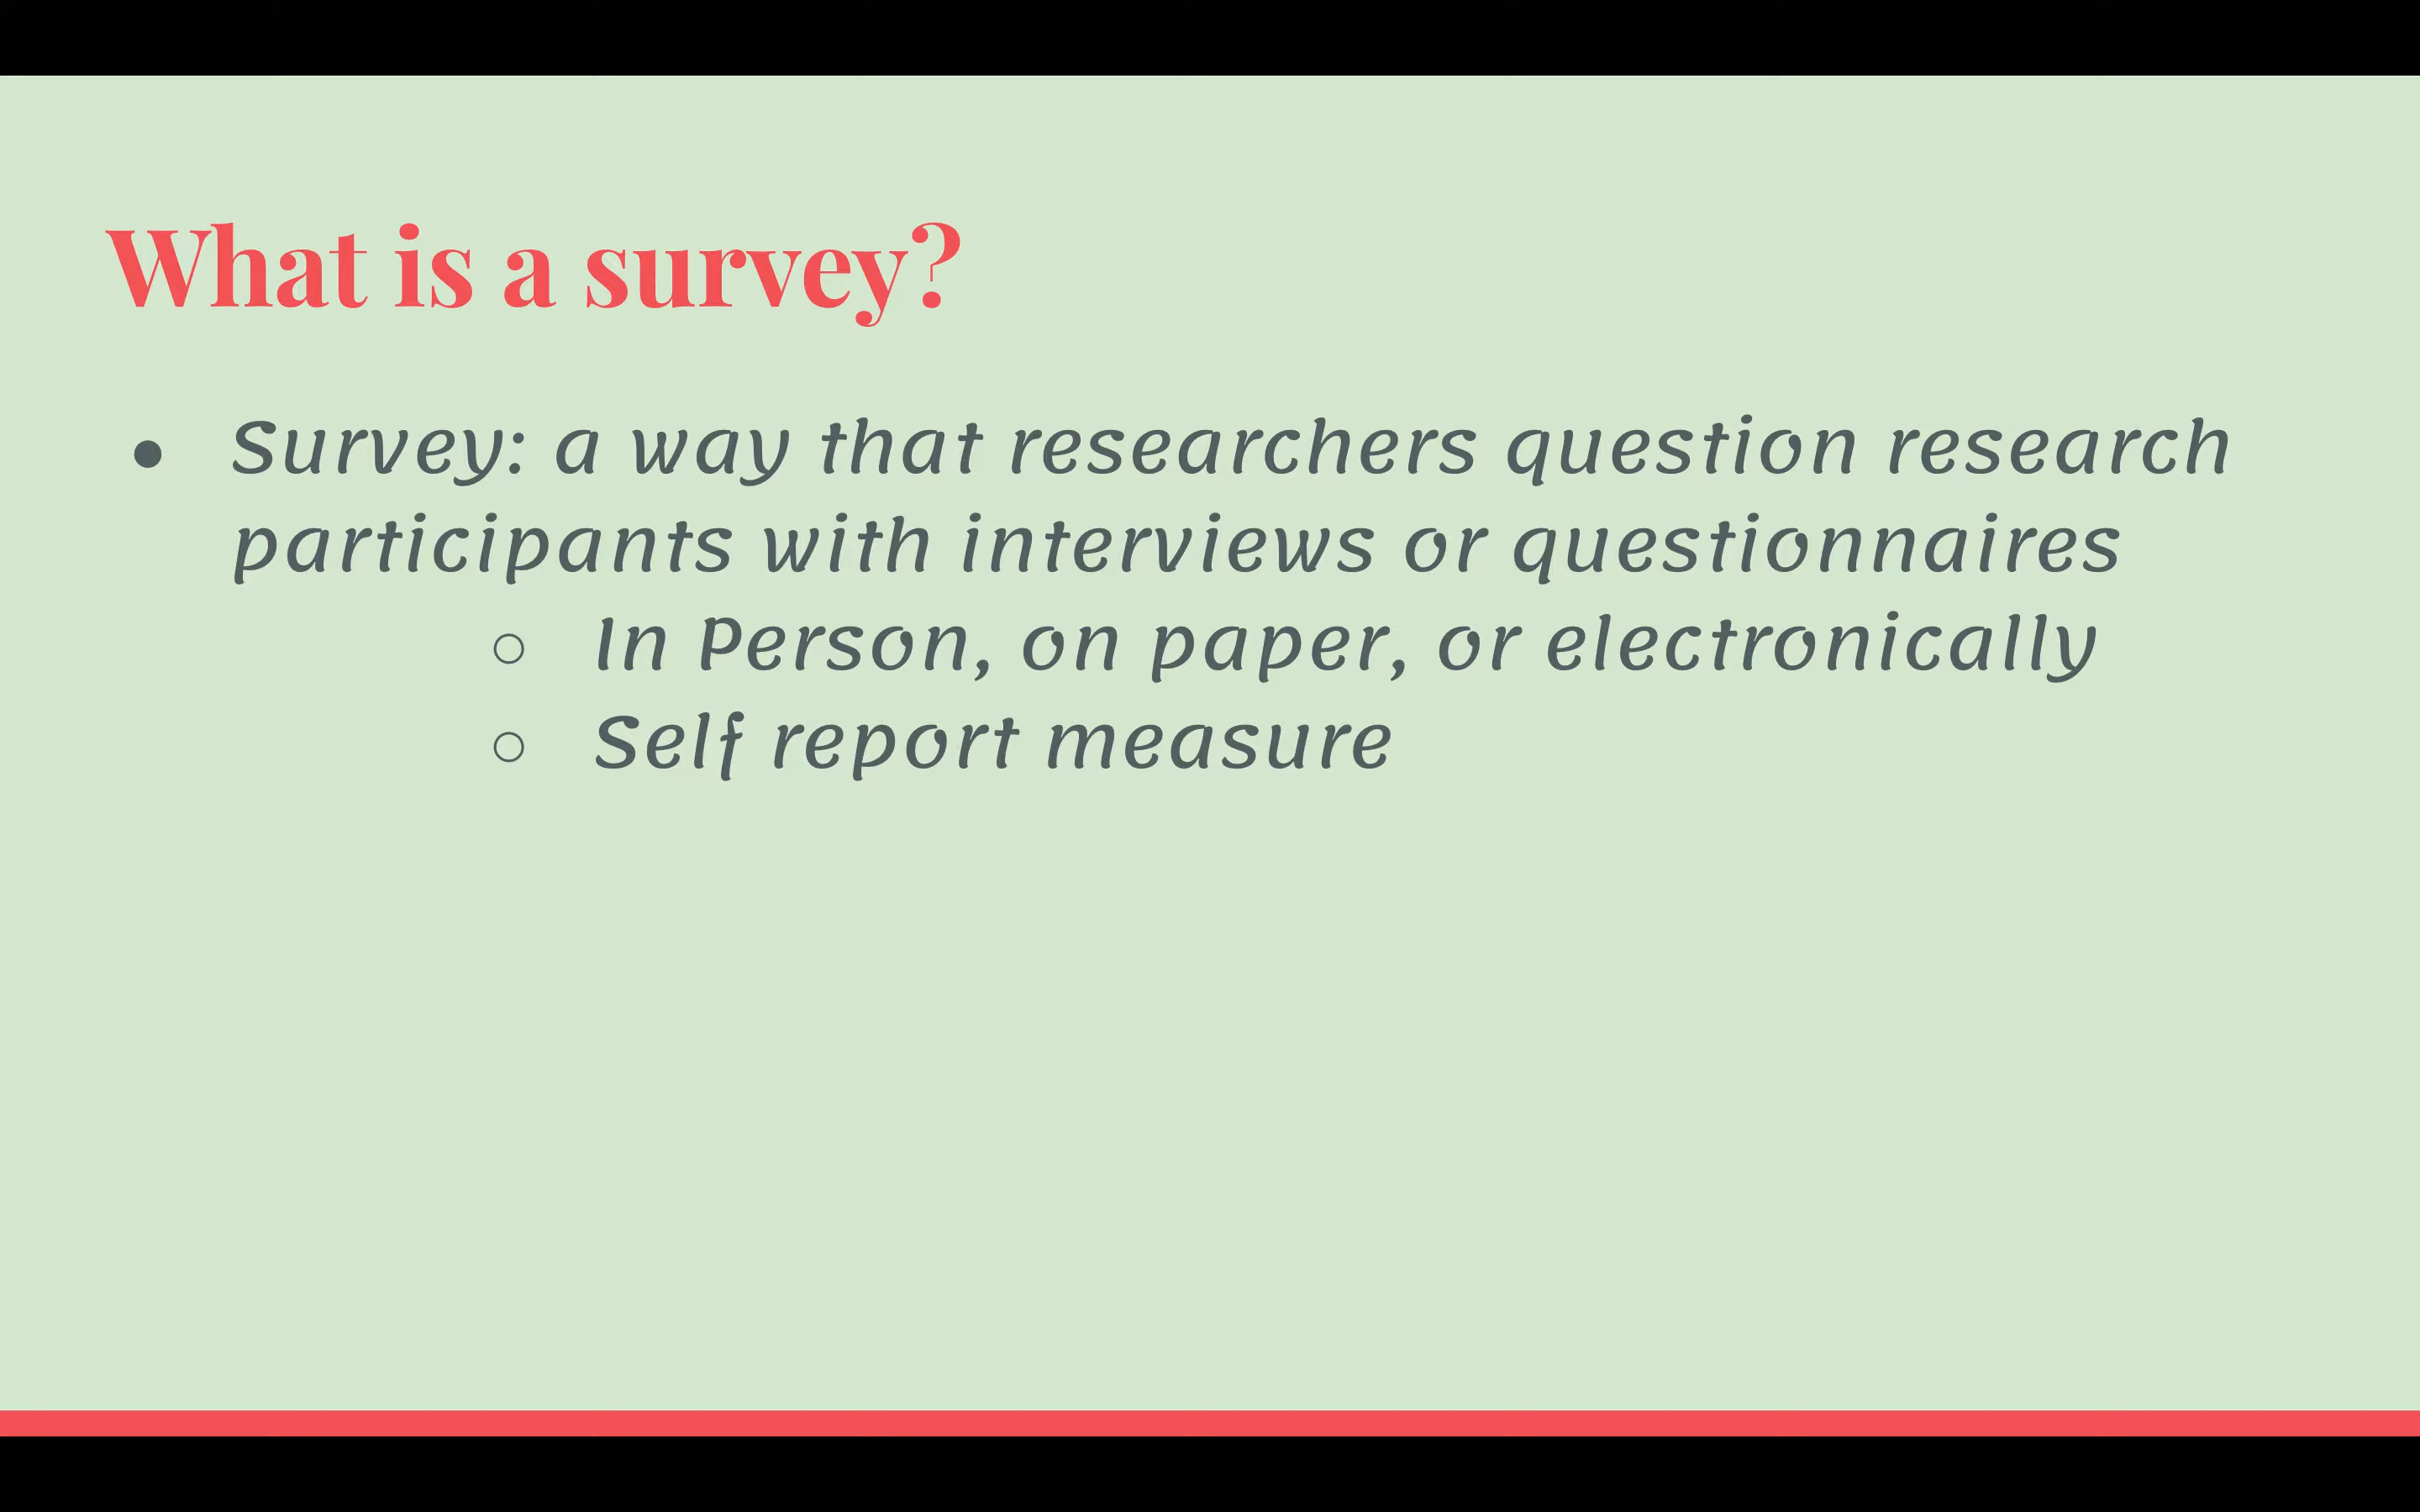 What is a survey?
● Survey: a way that researchers question research
participants with interviews or questionnaires
○ In Person, on paper, or electronically
○ Self report measure